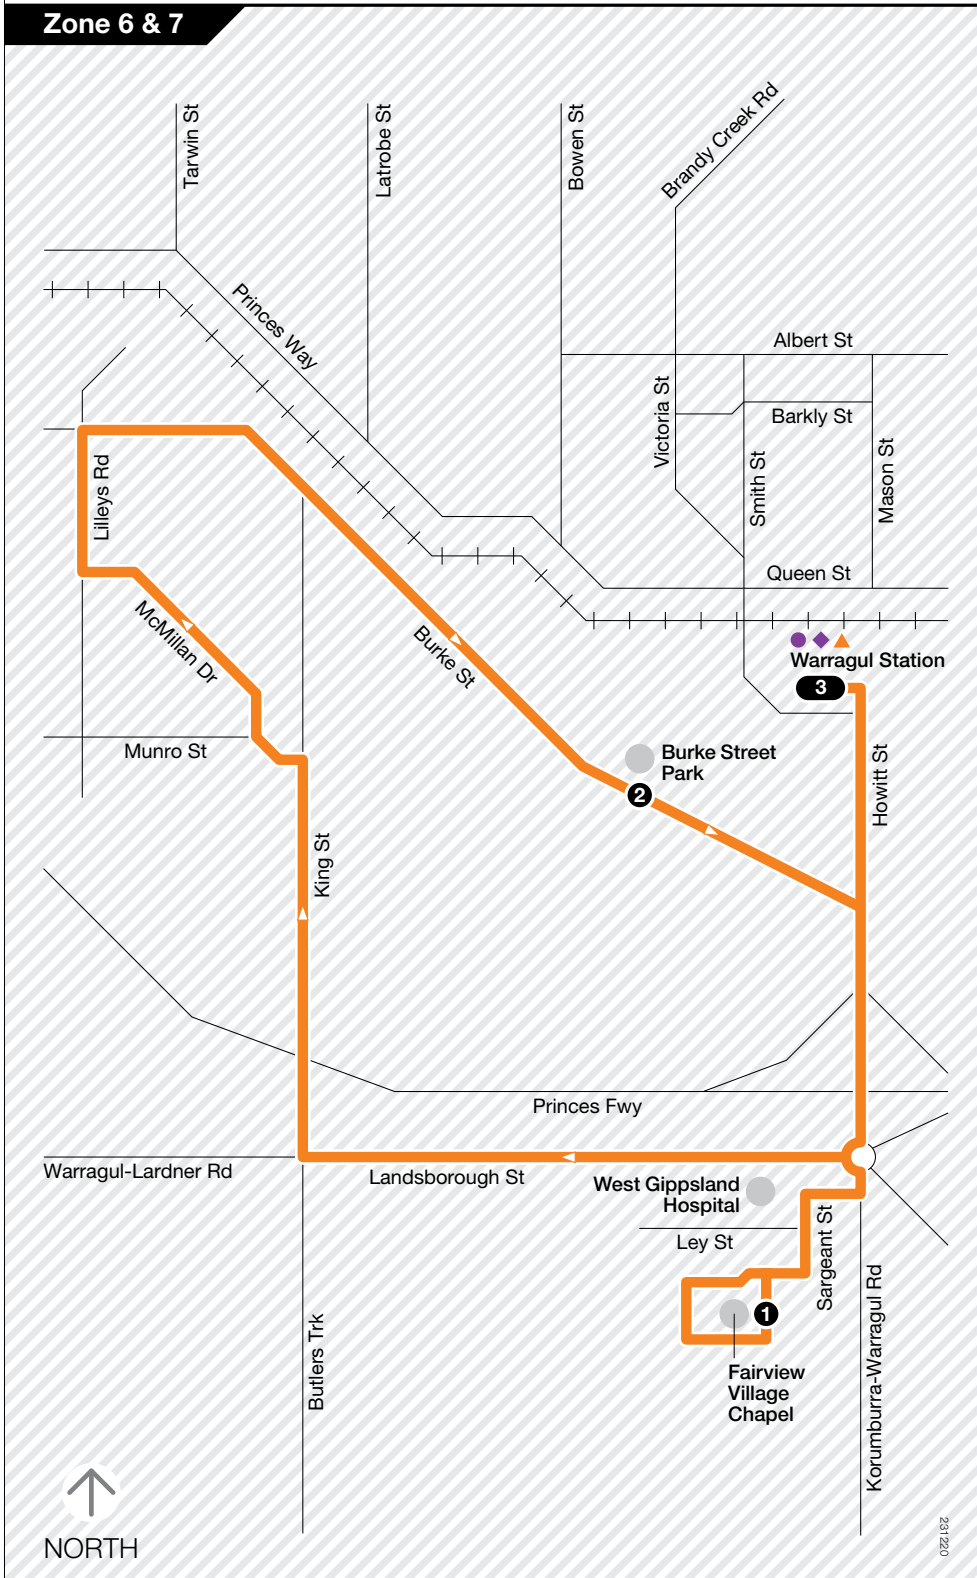 Zone 6 & 7
Tarwin St
Latrobe St
Bowen St
Brandy Creek Rd
Princes Way
Albert St
Victoria St
Barkly St
Smith St
Mason St
Lilleys Rd
Queen St
McMillan Dr
Burke St
Warragul Station
3
Munro St
Burke Street
Park
2
Howitt St
King St
Princes Fwy
Warragul-Lardner Rd
Landsborough St
West Gippsland
Hospital
Ley St
Sargeant St
1
Fairview
Village
Chapel
Butlers Trk
Korumburra-Warragul Rd
NORTH
231220